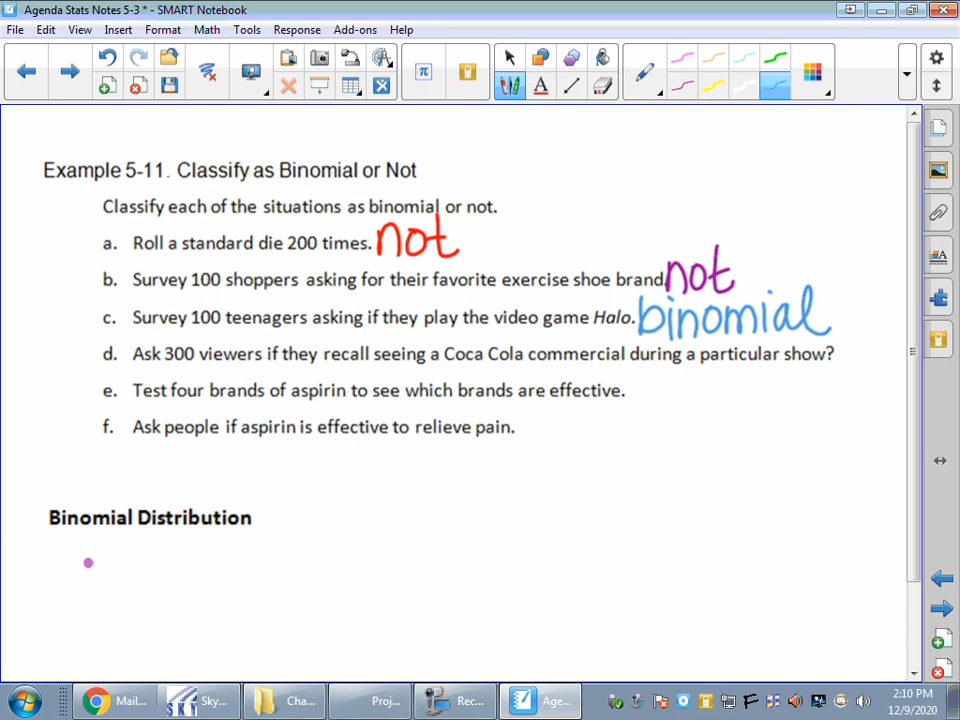 Agenda Stats Notes 5-3 * - SMART Notebook
File Edit View Insert Format Math Tools Response Add-ons Help
Example 5-11. Classify as Binomial or Not
Classify each of the situations as binomial or not.
a. Roll a standard die 200 times. not
b. Survey 100 shoppers asking for their favorite exercise shoe brand. not
c. Survey 100 teenagers asking if they play the video game Halo. binomial
d. Ask 300 viewers if they recall seeing a Coca Cola commercial during a particular show?
e. Test four brands of aspirin to see which brands are effective.
f. Ask people if aspirin is effective to relieve pain.
Binomial Distribution
Mail... Sky... Cha... Proj... Rec... Age...
2:10 PM
12/9/2020